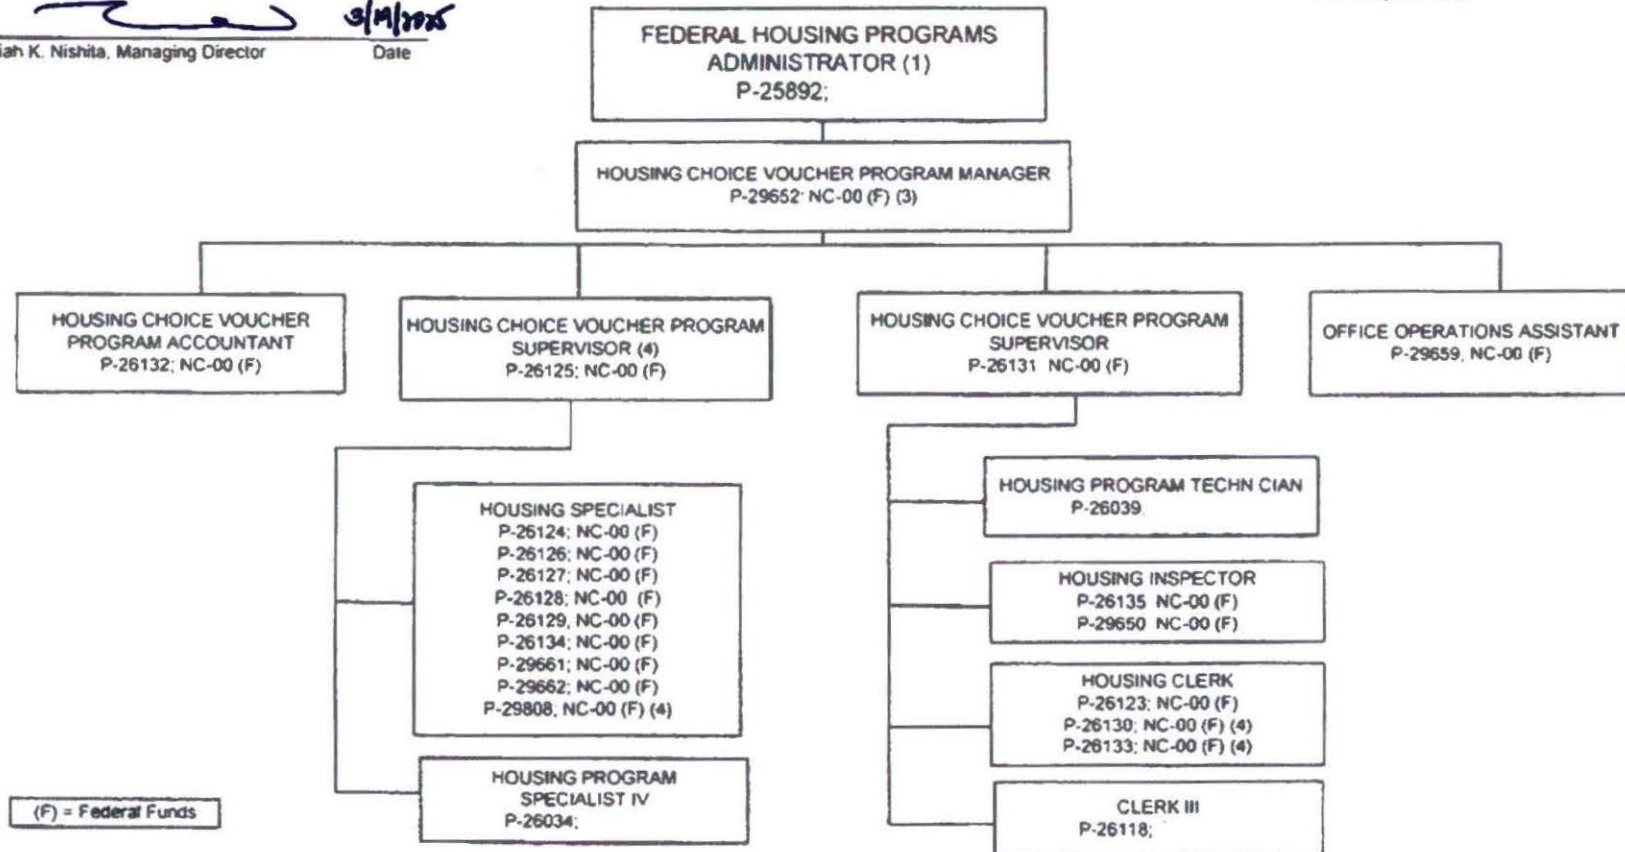 3/19/2025
iah K. Nishita, Managing Director
Date
FEDERAL HOUSING PROGRAMS
ADMINISTRATOR (1)
P-25892;
HOUSING CHOICE VOUCHER PROGRAM MANAGER
P-29652 NC-00 (F) (3)
HOUSING CHOICE VOUCHER
PROGRAM ACCOUNTANT
P-26132; NC-00 (F)
HOUSING CHOICE VOUCHER PROGRAM
SUPERVISOR (4)
P-26125; NC-00 (F)
HOUSING CHOICE VOUCHER PROGRAM
SUPERVISOR
P-26131 NC-00 (F)
OFFICE OPERATIONS ASSISTANT
P-29659, NC-00 (F)
HOUSING SPECIALIST
P-26124; NC-00 (F)
P-26126; NC-00 (F)
P-26127; NC-00 (F)
P-26128; NC-00 (F)
P-26129, NC-00 (F)
P-26134; NC-00 (F)
P-29661; NC-00 (F)
P-29662; NC-00 (F)
P-29808; NC-00 (F) (4)
HOUSING PROGRAM
SPECIALIST IV
P-26034;
HOUSING PROGRAM TECHN CIAN
P-26039
HOUSING INSPECTOR
P-26135 NC-00 (F)
P-29650 NC-00 (F)
HOUSING CLERK
P-26123; NC-00 (F)
P-26130; NC-00 (F) (4)
P-26133; NC-00 (F) (4)
CLERK III
P-26118;
(F) = Federal Funds